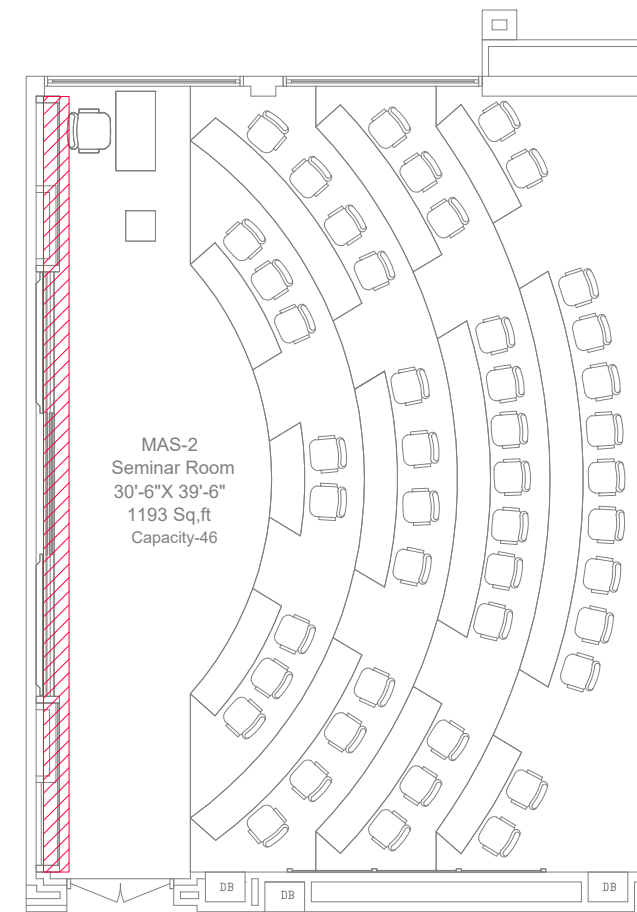 MAS-2
Seminar Room
30'-6"X 39'-6"
1193 Sq,ft
Capacity-46
DB
DB
DB